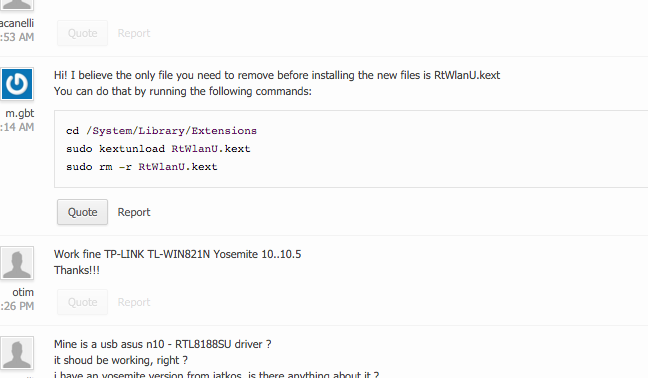 acanelli
:53 AM
Quote Report
Hi! I believe the only file you need to remove before installing the new files is RtWlanU.kext
You can do that by running the following commands:
m.gbt
:14 AM
cd /System/Library/Extensions
sudo kextunload RtWlanU.kext
sudo rm -r RtWlanU.kext
Quote Report
Work fine TP-LINK TL-WIN821N Yosemite 10..10.5
Thanks!!!
otim
:26 PM
Quote Report
Mine is a usb asus n10 - RTL8188SU driver ?
it shoud be working, right ?
i have an yosemite version from iatkos, is there anything about it ?